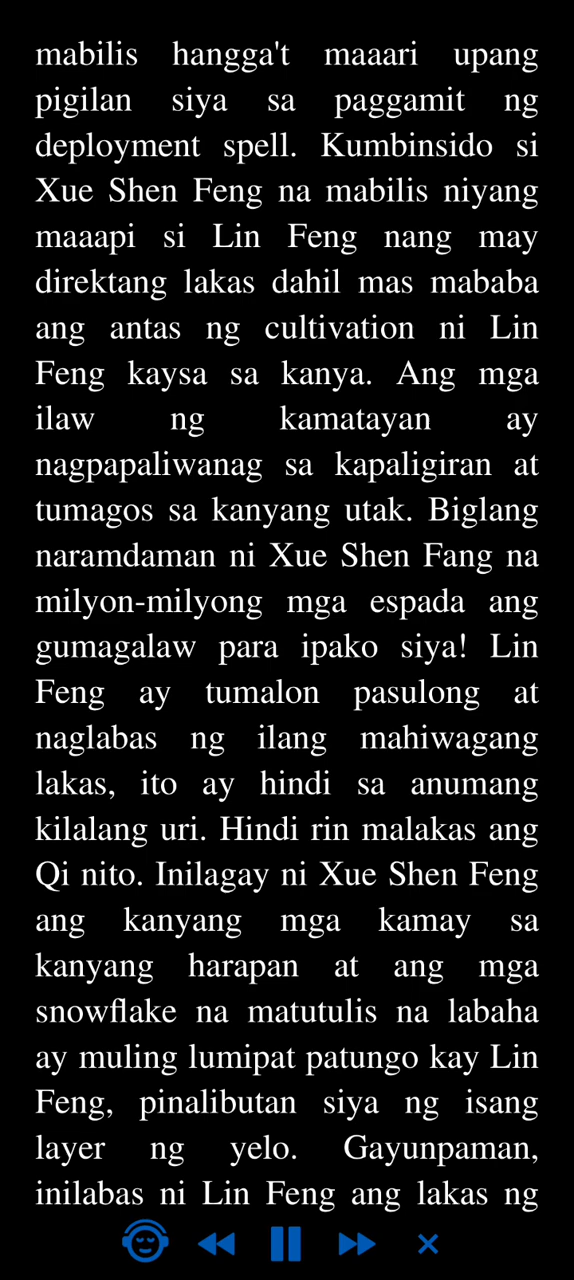 mabilis hangga't maaari upang
pigilan siya sa paggamit ng
deployment spell. Kumbinsido si
Xue Shen Feng na mabilis niyang
maaapi si Lin Feng nang may
direktang lakas dahil mas mababa
ang antas ng cultivation ni Lin
Feng kaysa sa kanya. Ang mga
ilaw ng kamatayan ay
nagpapaliwanag sa kapaligiran at
tumagos sa kanyang utak. Biglang
naramdaman ni Xue Shen Fang na
milyon-milyong mga espada ang
gumagalaw para ipako siya! Lin
Feng ay tumalon pasulong at
naglabas ng ilang mahiwagang
lakas, ito ay hindi sa anumang
kilalang uri. Hindi rin malakas ang
Qi nito. Inilagay ni Xue Shen Feng
ang kanyang mga kamay sa
kanyang harapan at ang mga
snowflake na matutulis na labaha
ay muling lumipat patungo kay Lin
Feng, pinalibutan siya ng isang
layer ng yelo. Gayunpaman,
inilabas ni Lin Feng ang lakas ng